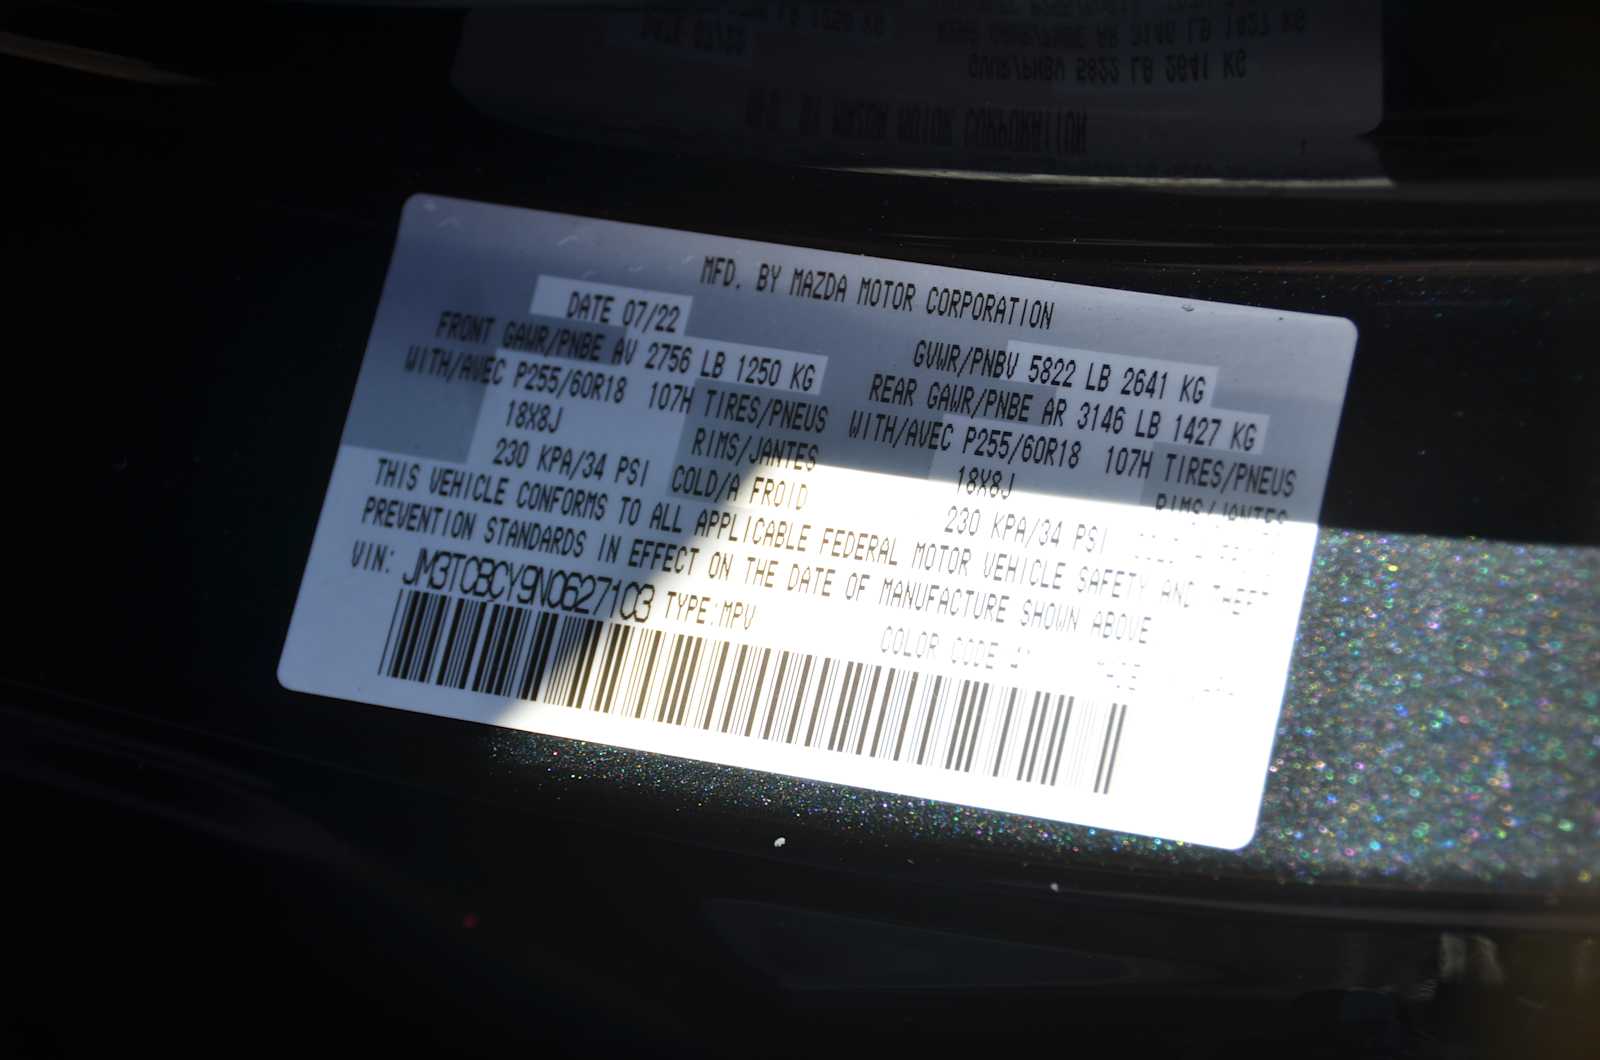 MFD. BY MAZDA MOTOR CORPORATION
DATE 07/22 GVWR/PNBV 5822 LB 2641 KG
FRONT GAWR/PNBE AV 2756 LB 1250 KG REAR GAWR/PNBE AR 3146 LB 1427 KG
WITH/AVEC P255/60R18 107H TIRES/PNEUS WITH/AVEC P255/60R18 107H TIRES/PNEUS
18X8J RIMS/JANTES 18X8J RIMS/JANTES
230 KPA/34 PSI COLD/A FROID 230 KPA/34 PSI
THIS VEHICLE CONFORMS TO ALL APPLICABLE FEDERAL MOTOR VEHICLE SAFETY AND THEFT
PREVENTION STANDARDS IN EFFECT ON THE DATE OF MANUFACTURE SHOWN ABOVE
VIN: JM3TCBCY9N0627103 TYPE:MPV COLOR CODE